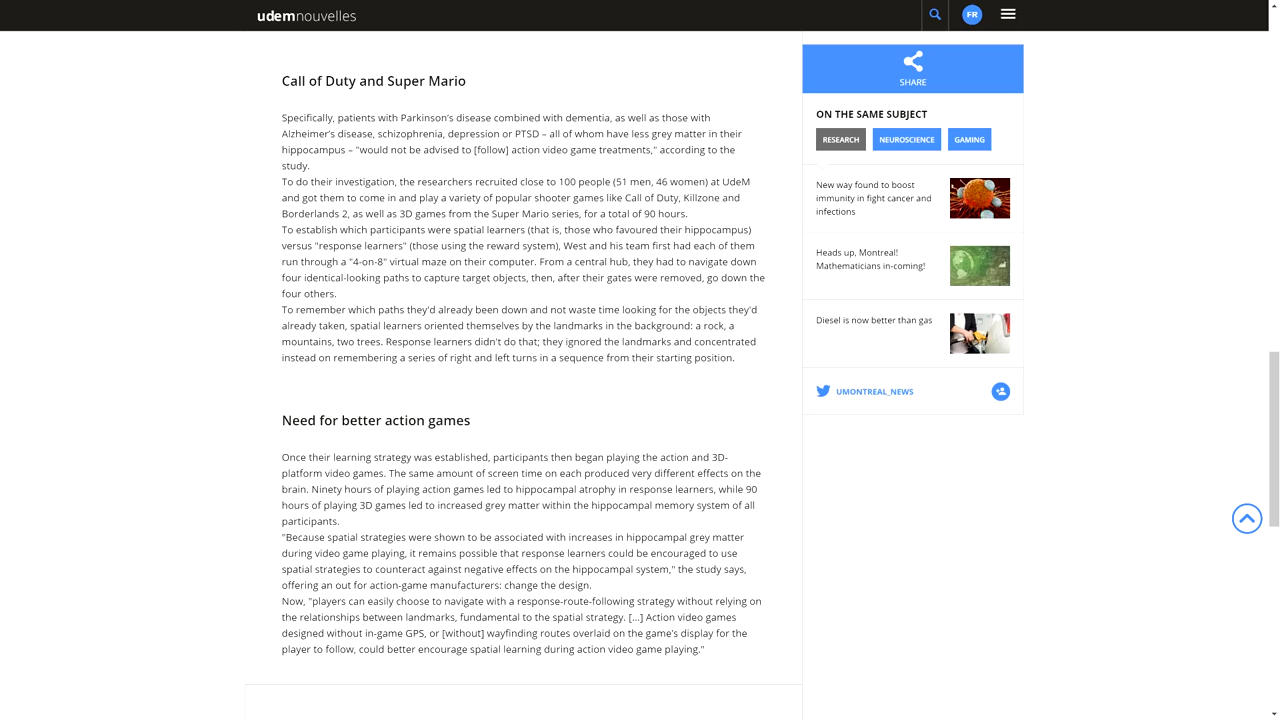 udemnouvelles
FR
Call of Duty and Super Mario
Specifically, patients with Parkinson's disease combined with dementia, as well as those with
Alzheimer's disease, schizophrenia, depression or PTSD – all of whom have less grey matter in their
hippocampus – "would not be advised to [follow] action video game treatments," according to the
study.
To do their investigation, the researchers recruited close to 100 people (51 men, 46 women) at UdeM
and got them to come in and play a variety of popular shooter games like Call of Duty, Killzone and
Borderlands 2, as well as 3D games from the Super Mario series, for a total of 90 hours.
To establish which participants were spatial learners (that is, those who favoured their hippocampus)
versus "response learners" (those using the reward system), West and his team first had each of them
run through a "4-on-8" virtual maze on their computer. From a central hub, they had to navigate down
four identical-looking paths to capture target objects, then, after their gates were removed, go down the
four others.
To remember which paths they'd already been down and not waste time looking for the objects they'd
already taken, spatial learners oriented themselves by the landmarks in the background: a rock, a
mountains, two trees. Response learners didn't do that; they ignored the landmarks and concentrated
instead on remembering a series of right and left turns in a sequence from their starting position.
Need for better action games
Once their learning strategy was established, participants then began playing the action and 3D-
platform video games. The same amount of screen time on each produced very different effects on the
brain. Ninety hours of playing action games led to hippocampal atrophy in response learners, while 90
hours of playing 3D games led to increased grey matter within the hippocampal memory system of all
participants.
"Because spatial strategies were shown to be associated with increases in hippocampal grey matter
during video game playing, it remains possible that response learners could be encouraged to use
spatial strategies to counteract against negative effects on the hippocampal system," the study says,
offering an out for action-game manufacturers: change the design.
Now, "players can easily choose to navigate with a response-route-following strategy without relying on
the relationships between landmarks, fundamental to the spatial strategy. [...] Action video games
designed without in-game GPS, or [without] wayfinding routes overlaid on the game's display for the
player to follow, could better encourage spatial learning during action video game playing."
SHARE
ON THE SAME SUBJECT
RESEARCH NEUROSCIENCE GAMING
New way found to boost
immunity in fight cancer and
infections
Heads up, Montreal!
Mathematicians in-coming!
Diesel is now better than gas
UMONTREAL_NEWS